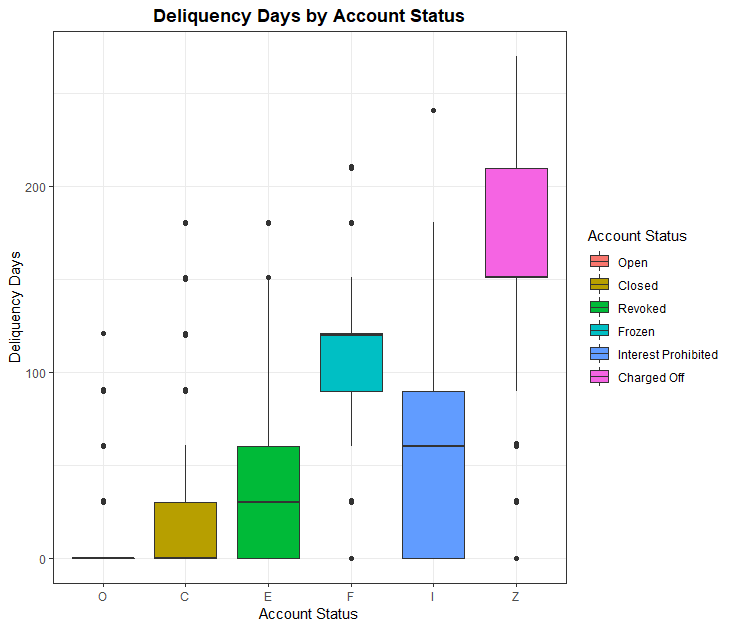 Deliquency Days by Account Status
Deliquency Days
200
100
0
O C E F I Z
Account Status
Account Status
Open
Closed
Revoked
Frozen
Interest Prohibited
Charged Off